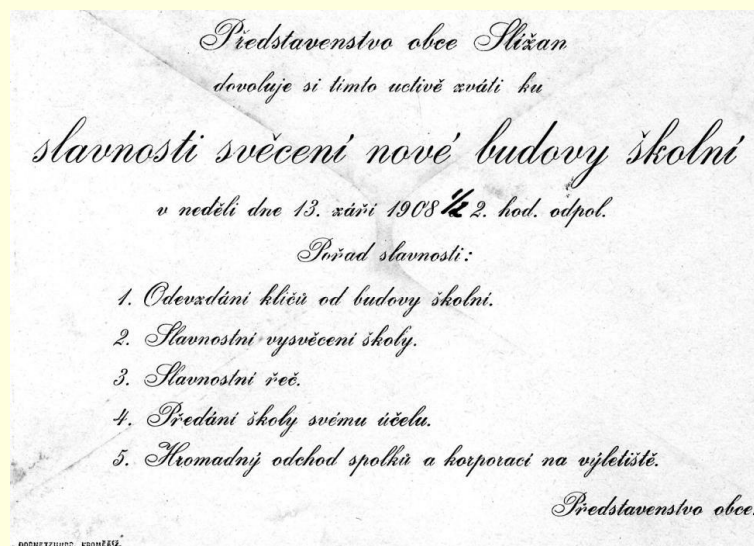 Představenstvo obce Slížan
dovoluje si tímto uctivě zváti ku
slavnosti svěcení nové budovy školní
v neděli dne 13. září 1908 ½ 2. hod. odpol.
Pořad slavnosti:
1. Odevzdání klíčů od budovy školní.
2. Slavnostní vysvěcení školy.
3. Slavnostní řeč.
4. Předání školy svému účelu.
5. Hromadný odchod spolků a korporací na výletiště.
Představenstvo obce.